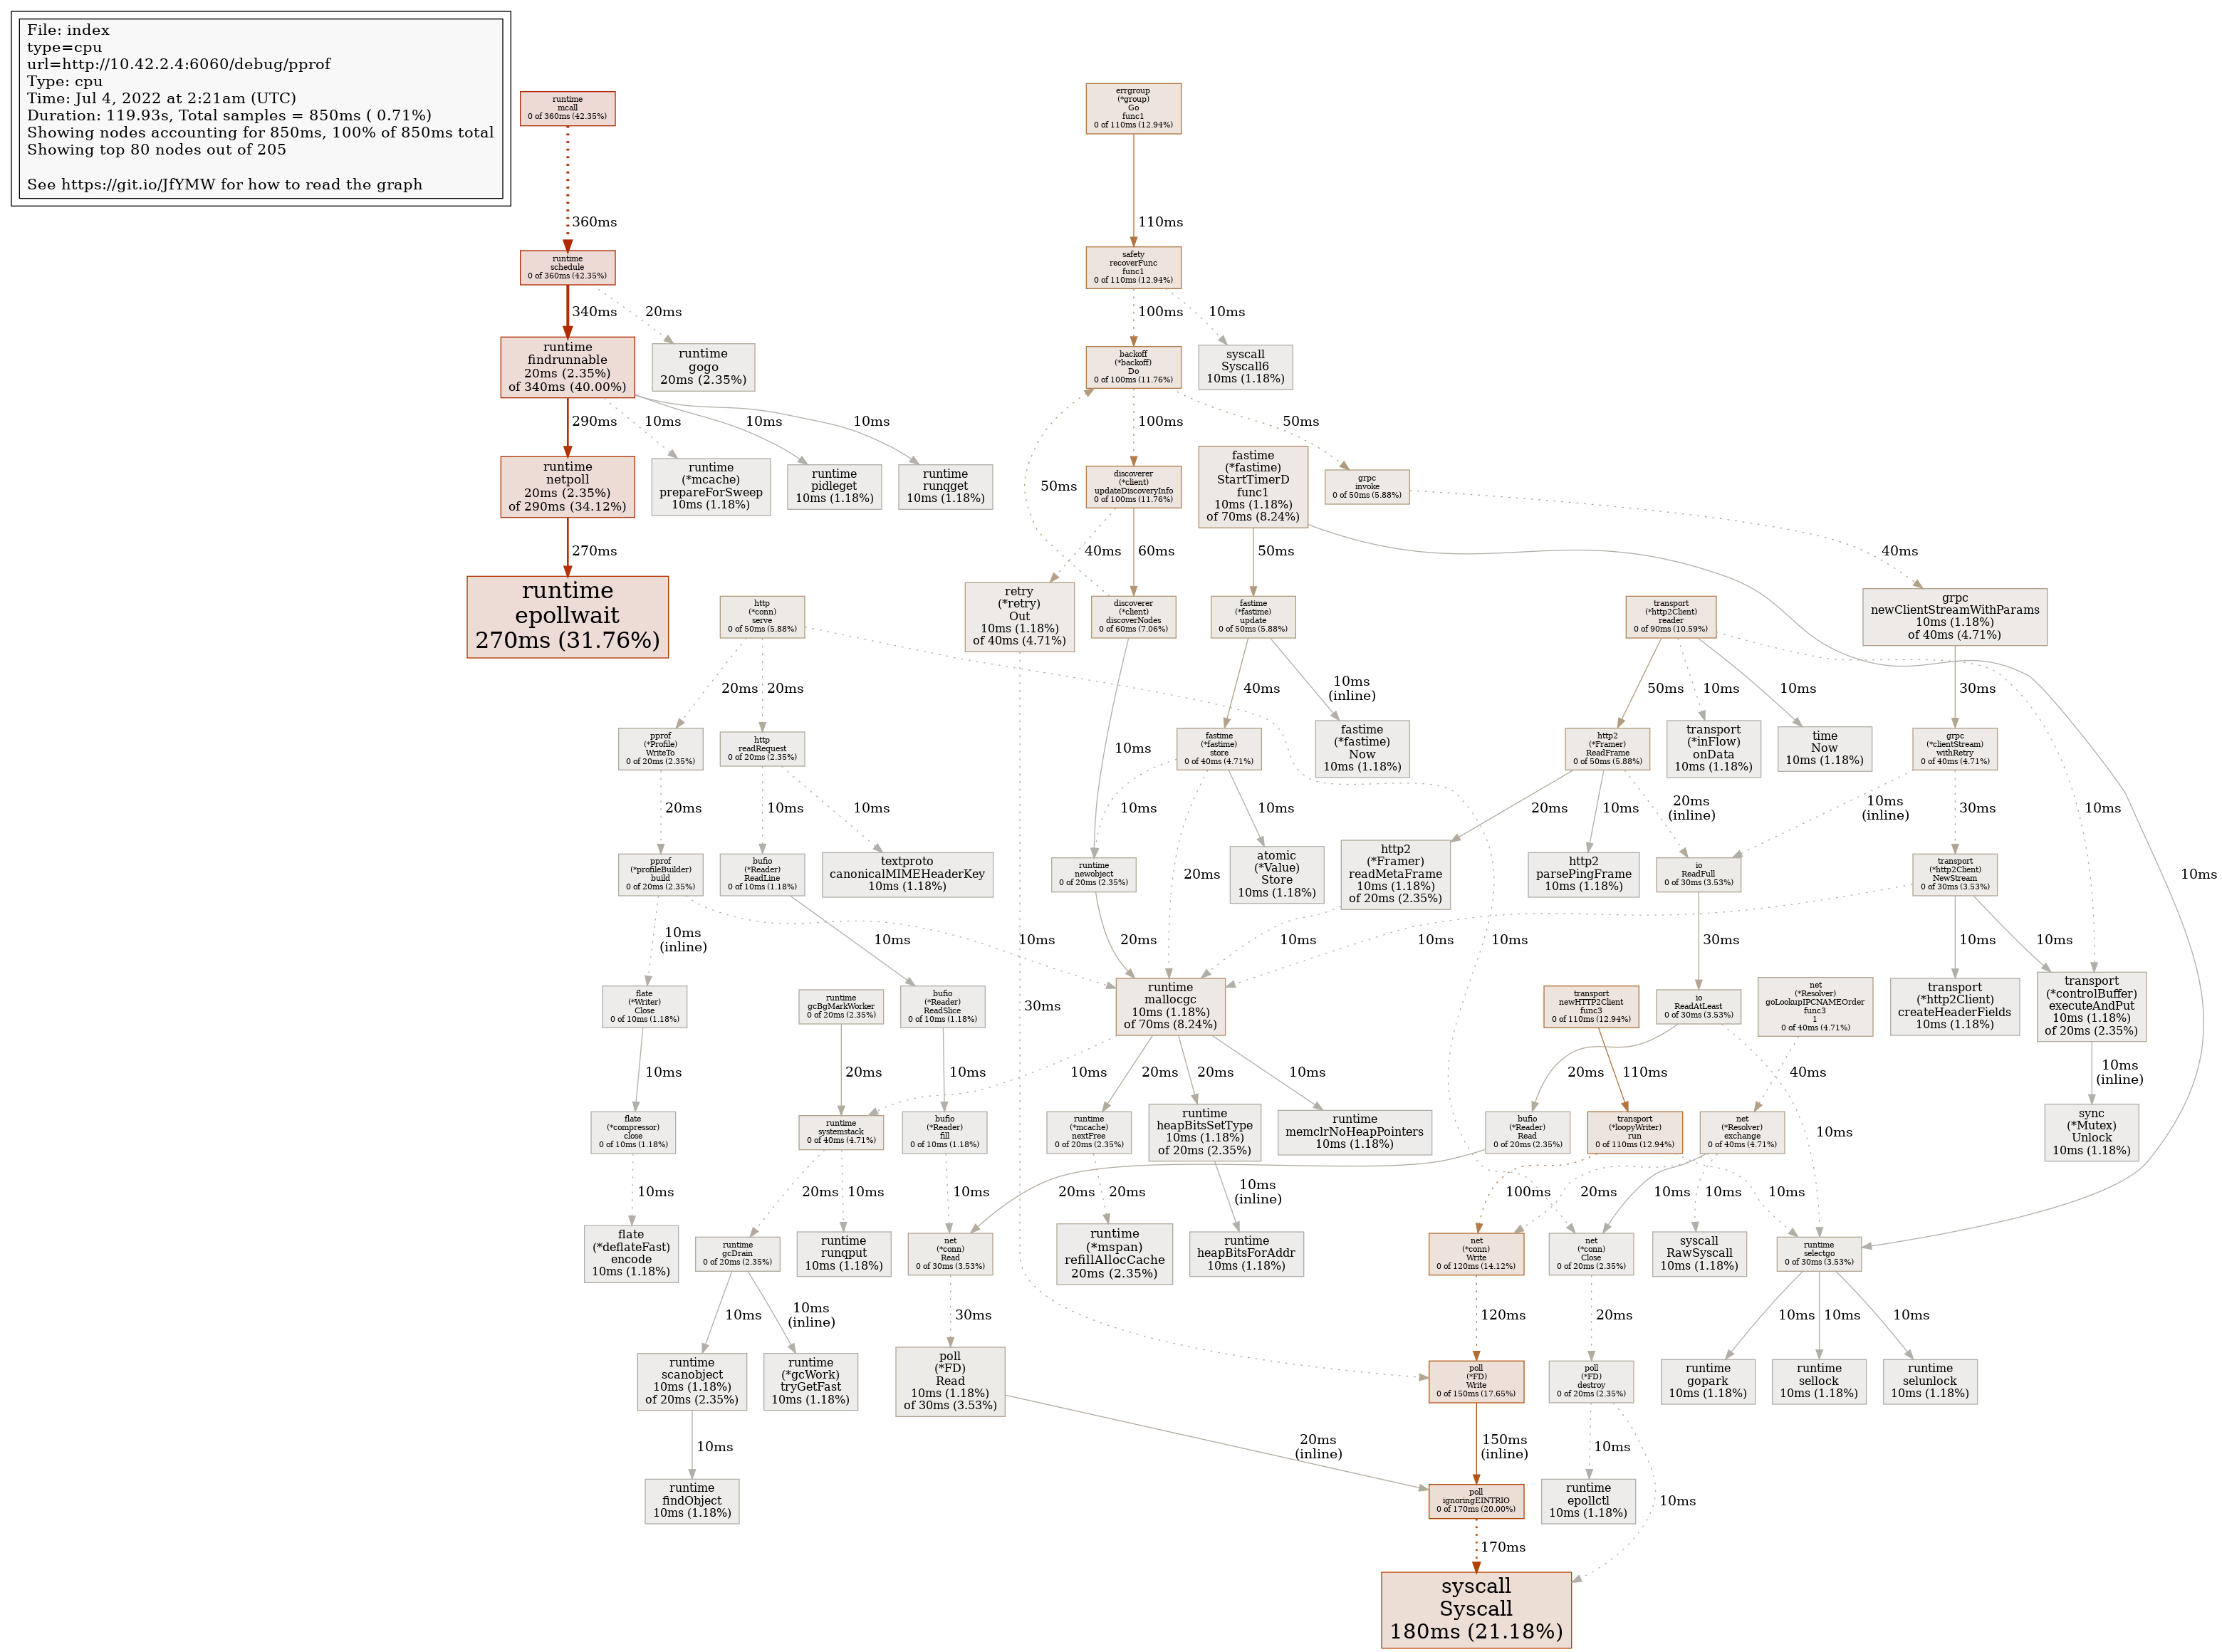 File: index
type=cpu
url=http://10.42.2.4:6060/debug/pprof
Type: cpu
Time: Jul 4, 2022 at 2:21am (UTC)
Duration: 119.93s, Total samples = 850ms ( 0.71%)
Showing nodes accounting for 850ms, 100% of 850ms total
Showing top 80 nodes out of 205
See https://git.io/JfYMW for how to read the graph
runtime
mcall
0 of 360ms (42.35%)
errgroup
(*group)
Go
func1
0 of 110ms (12.94%)
360ms
110ms
runtime
schedule
0 of 360ms (42.35%)
safety
recoverFunc
func1
0 of 110ms (12.94%)
340ms
20ms
100ms
10ms
runtime
findrunnable
20ms (2.35%)
of 340ms (40.00%)
runtime
gogo
20ms (2.35%)
backoff
(*backoff)
Do
0 of 100ms (11.76%)
syscall
Syscall6
10ms (1.18%)
290ms
10ms
10ms
10ms
100ms
50ms
runtime
netpoll
20ms (2.35%)
of 290ms (34.12%)
runtime
(*mcache)
prepareForSweep
10ms (1.18%)
runtime
pidleget
10ms (1.18%)
runtime
runqget
10ms (1.18%)
50ms
discoverer
(*client)
updateDiscoveryInfo
0 of 100ms (11.76%)
fastime
(*fastime)
StartTimerD
func1
10ms (1.18%)
of 70ms (8.24%)
grpc
invoke
0 of 50ms (5.88%)
270ms
40ms
60ms
50ms
40ms
runtime
epollwait
270ms (31.76%)
http
(*conn)
serve
0 of 50ms (5.88%)
retry
(*retry)
Out
10ms (1.18%)
of 40ms (4.71%)
discoverer
(*client)
discoverNodes
0 of 60ms (7.06%)
fastime
(*fastime)
update
0 of 50ms (5.88%)
transport
(*http2Client)
reader
0 of 90ms (10.59%)
grpc
newClientStreamWithParams
10ms (1.18%)
of 40ms (4.71%)
20ms
20ms
40ms
10ms
(inline)
50ms
10ms
10ms
30ms
pprof
(*Profile)
WriteTo
0 of 20ms (2.35%)
http
readRequest
0 of 20ms (2.35%)
10ms
fastime
(*fastime)
store
0 of 40ms (4.71%)
fastime
(*fastime)
Now
10ms (1.18%)
http2
(*Framer)
ReadFrame
0 of 50ms (5.88%)
transport
(*inFlow)
onData
10ms (1.18%)
time
Now
10ms (1.18%)
grpc
(*clientStream)
withRetry
0 of 40ms (4.71%)
20ms
10ms
10ms
10ms
10ms
20ms
10ms
20ms
(inline)
10ms
(inline)
30ms
10ms
pprof
(*profileBuilder)
build
0 of 20ms (2.35%)
bufio
(*Reader)
ReadLine
0 of 10ms (1.18%)
textproto
canonicalMIMEHeaderKey
10ms (1.18%)
runtime
newobject
0 of 20ms (2.35%)
20ms
atomic
(*Value)
Store
10ms (1.18%)
http2
(*Framer)
readMetaFrame
10ms (1.18%)
of 20ms (2.35%)
http2
parsePingFrame
10ms (1.18%)
io
ReadFull
0 of 30ms (3.53%)
transport
(*http2Client)
NewStream
0 of 30ms (3.53%)
10ms
10ms
(inline)
10ms
10ms
20ms
10ms
10ms
10ms
30ms
10ms
10ms
flate
(*Writer)
Close
0 of 10ms (1.18%)
runtime
gcBgMarkWorker
0 of 20ms (2.35%)
bufio
(*Reader)
ReadSlice
0 of 10ms (1.18%)
30ms
runtime
mallocgc
10ms (1.18%)
of 70ms (8.24%)
transport
newHTTP2Client
func3
0 of 110ms (12.94%)
io
ReadAtLeast
0 of 30ms (3.53%)
net
(*Resolver)
goLookupIPCNAMEOrder
func3
1
0 of 40ms (4.71%)
transport
(*http2Client)
createHeaderFields
10ms (1.18%)
transport
(*controlBuffer)
executeAndPut
10ms (1.18%)
of 20ms (2.35%)
10ms
20ms
10ms
10ms
20ms
20ms
10ms
20ms
110ms
40ms
10ms
(inline)
flate
(*compressor)
close
0 of 10ms (1.18%)
runtime
systemstack
0 of 40ms (4.71%)
bufio
(*Reader)
fill
0 of 10ms (1.18%)
runtime
(*mcache)
nextFree
0 of 20ms (2.35%)
runtime
heapBitsSetType
10ms (1.18%)
of 20ms (2.35%)
runtime
memclrNoHeapPointers
10ms (1.18%)
bufio
(*Reader)
Read
0 of 20ms (2.35%)
transport
(*loopyWriter)
run
0 of 110ms (12.94%)
net
(*Resolver)
exchange
0 of 40ms (4.71%)
10ms
sync
(*Mutex)
Unlock
10ms (1.18%)
10ms
20ms
10ms
10ms
20ms
20ms
10ms
(inline)
100ms
20ms
10ms
10ms
10ms
flate
(*deflateFast)
encode
10ms (1.18%)
runtime
gcDrain
0 of 20ms (2.35%)
runtime
runqput
10ms (1.18%)
net
(*conn)
Read
0 of 30ms (3.53%)
runtime
(*mspan)
refillAllocCache
20ms (2.35%)
runtime
heapBitsForAddr
10ms (1.18%)
net
(*conn)
Write
0 of 120ms (14.12%)
net
(*conn)
Close
0 of 20ms (2.35%)
syscall
RawSyscall
10ms (1.18%)
runtime
selectgo
0 of 30ms (3.53%)
10ms
10ms
(inline)
30ms
120ms
20ms
10ms
10ms
10ms
runtime
scanobject
10ms (1.18%)
of 20ms (2.35%)
runtime
(*gcWork)
tryGetFast
10ms (1.18%)
poll
(*FD)
Read
10ms (1.18%)
of 30ms (3.53%)
poll
(*FD)
Write
0 of 150ms (17.65%)
poll
(*FD)
destroy
0 of 20ms (2.35%)
runtime
gopark
10ms (1.18%)
runtime
sellock
10ms (1.18%)
runtime
selunlock
10ms (1.18%)
10ms
20ms
(inline)
150ms
(inline)
10ms
runtime
findObject
10ms (1.18%)
poll
ignoringEINTRIO
0 of 170ms (20.00%)
runtime
epollctl
10ms (1.18%)
10ms
170ms
syscall
Syscall
180ms (21.18%)